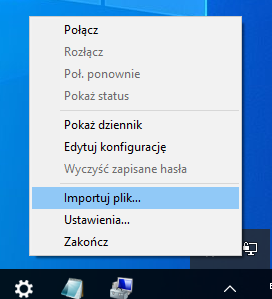 Połącz
Rozłącz
Poł. ponownie
Pokaż status
Pokaż dziennik
Edytuj konfigurację
Wyczyść zapisane hasła
Importuj plik...
Ustawienia...
Zakończ